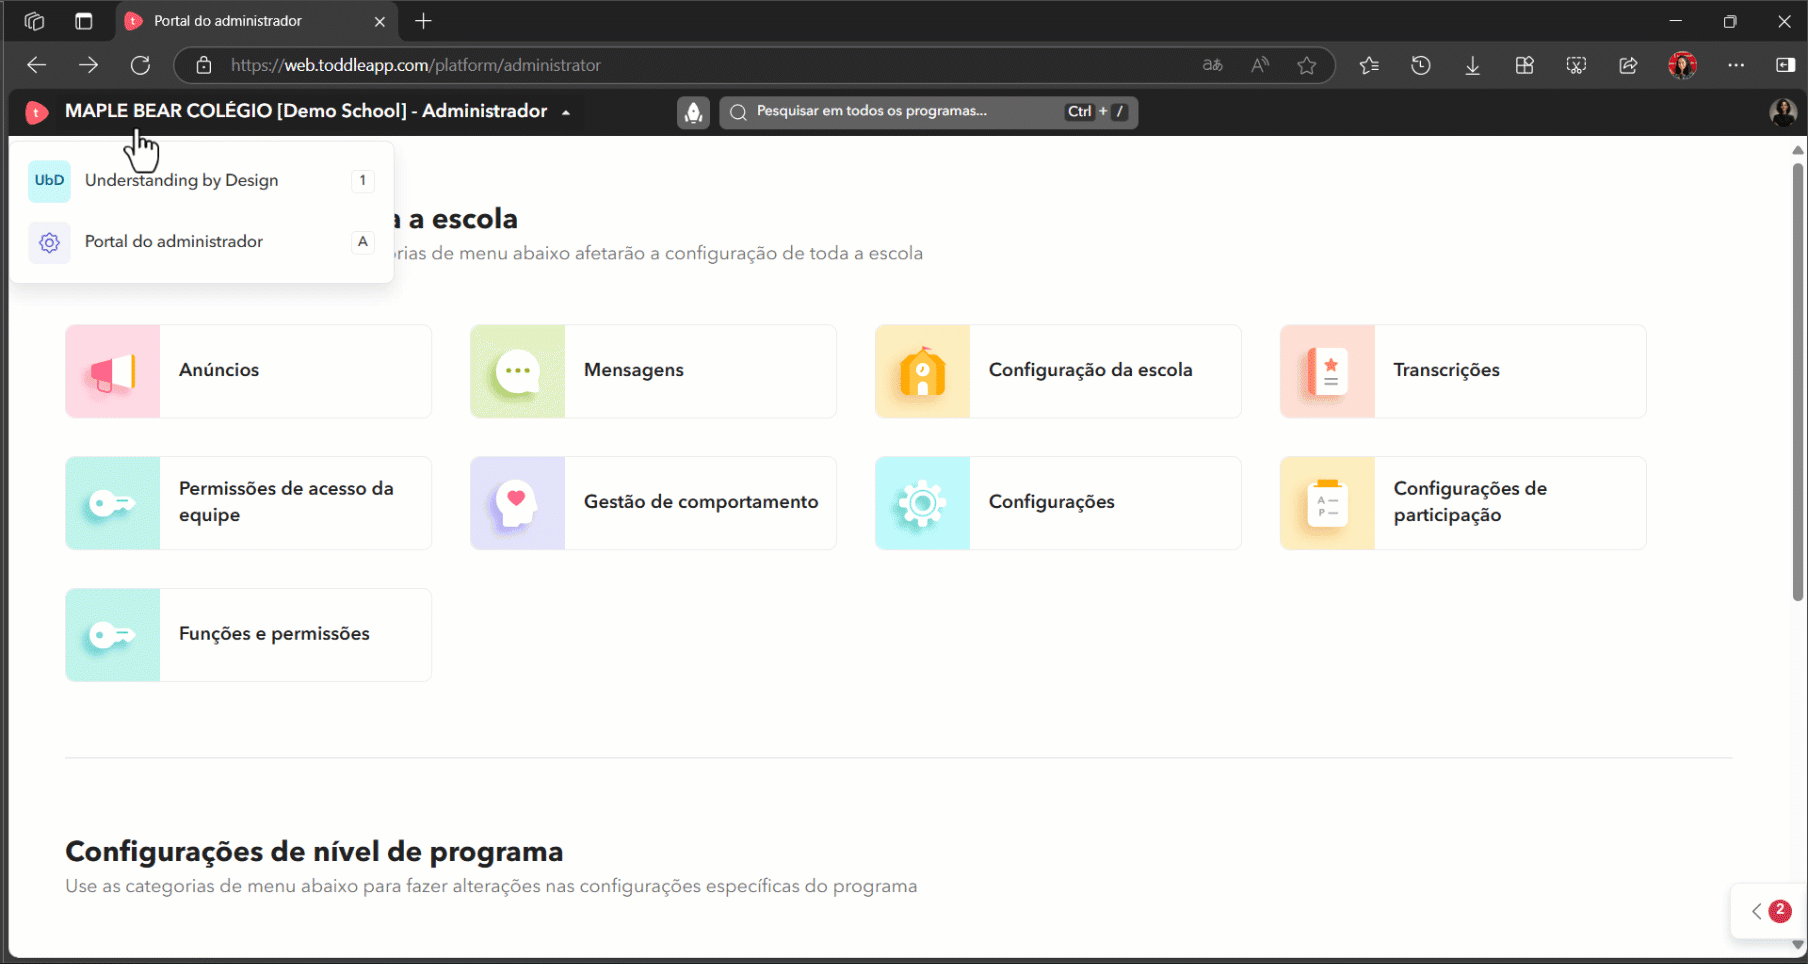 Portal do administrador
https://web.toddleapp.com/platform/administrator
MAPLE BEAR COLÉGIO [Demo School] - Administrador
Pesquisar em todos os programas...
Ctrl + /
UbD Understanding by Design 1
Portal do administrador A
a escola
rias de menu abaixo afetarão a configuração de toda a escola
Anúncios
Mensagens
Configuração da escola
Transcrições
Permissões de acesso da
equipe
Gestão de comportamento
Configurações
A
P
Configurações de
participação
Funções e permissões
Configurações de nível de programa
Use as categorias de menu abaixo para fazer alterações nas configurações específicas do programa
2